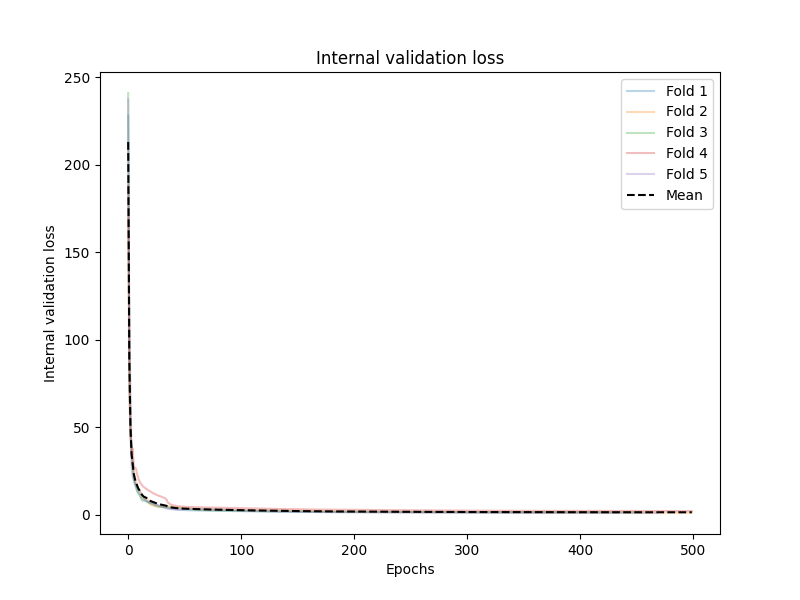 Internal validation loss
Internal validation loss
250
200
150
100
50
0
Fold 1
Fold 2
Fold 3
Fold 4
Fold 5
Mean
0 100 200 300 400 500
Epochs